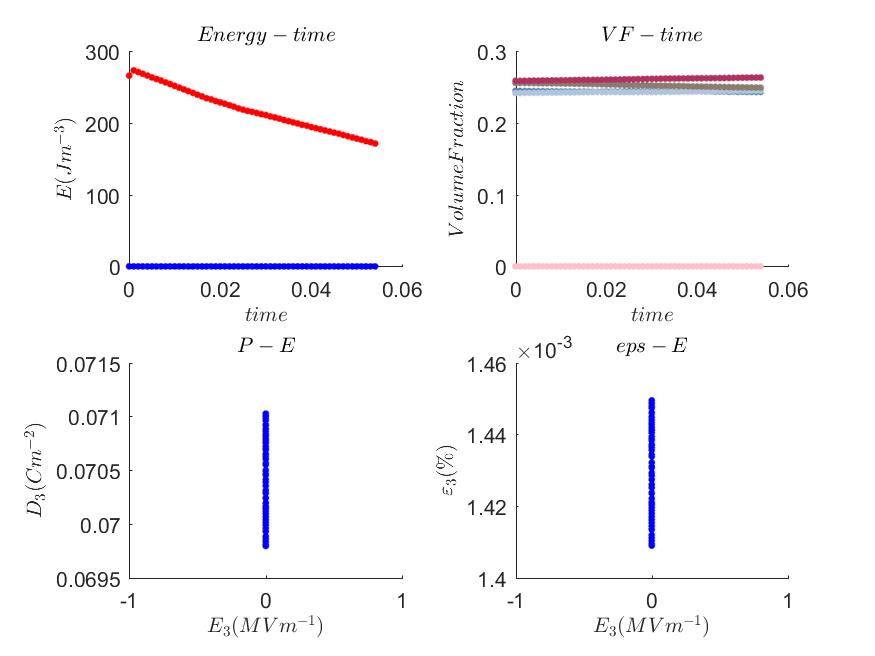 Energy − time
300
200
100
0
E(Jm⁻³)
0 0.02 0.04 0.06
time
VF − time
0.3
0.2
0.1
0
VolumeFraction
0 0.02 0.04 0.06
time
P − E
0.0715
0.071
0.0705
0.07
0.0695
D₃(Cm⁻²)
-1 0 1
E₃(MVm⁻¹)
×10⁻³
eps − E
1.46
1.44
1.42
1.4
ε₃(%)
-1 0 1
E₃(MVm⁻¹)